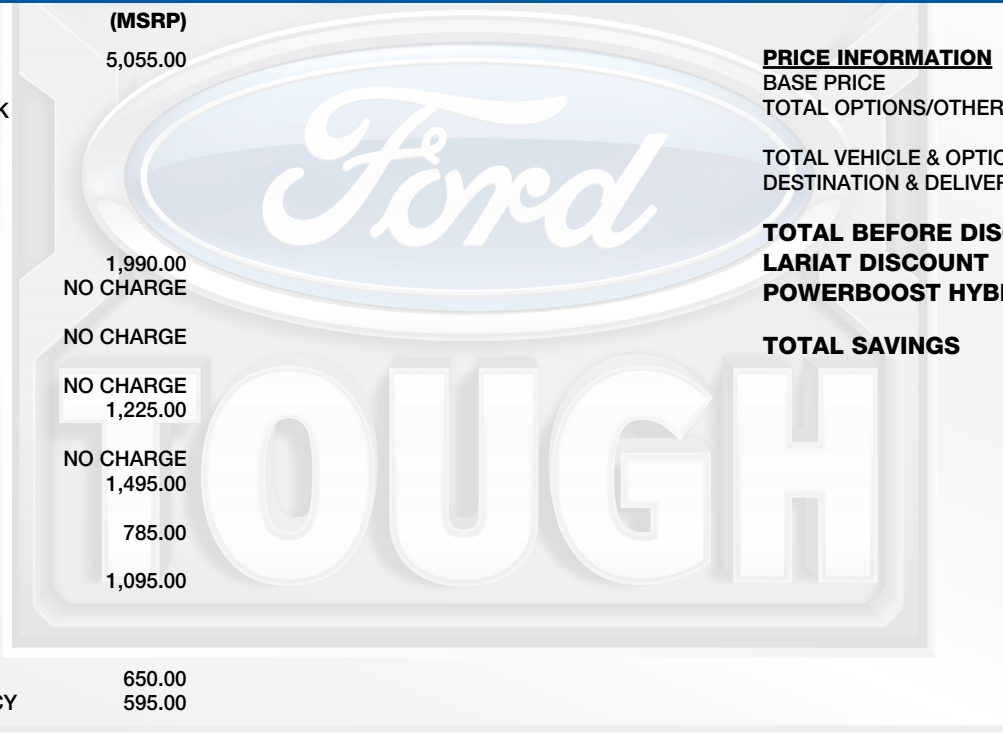 (MSRP)
5,055.00
K
1,990.00
NO CHARGE
NO CHARGE
NO CHARGE
1,225.00
NO CHARGE
1,495.00
785.00
1,095.00
650.00
CY 595.00
PRICE INFORMATION
BASE PRICE
TOTAL OPTIONS/OTHER
TOTAL VEHICLE & OPTIO
DESTINATION & DELIVER
TOTAL BEFORE DISC
LARIAT DISCOUNT
POWERBOOST HYB
TOTAL SAVINGS
Ford
TOUGH